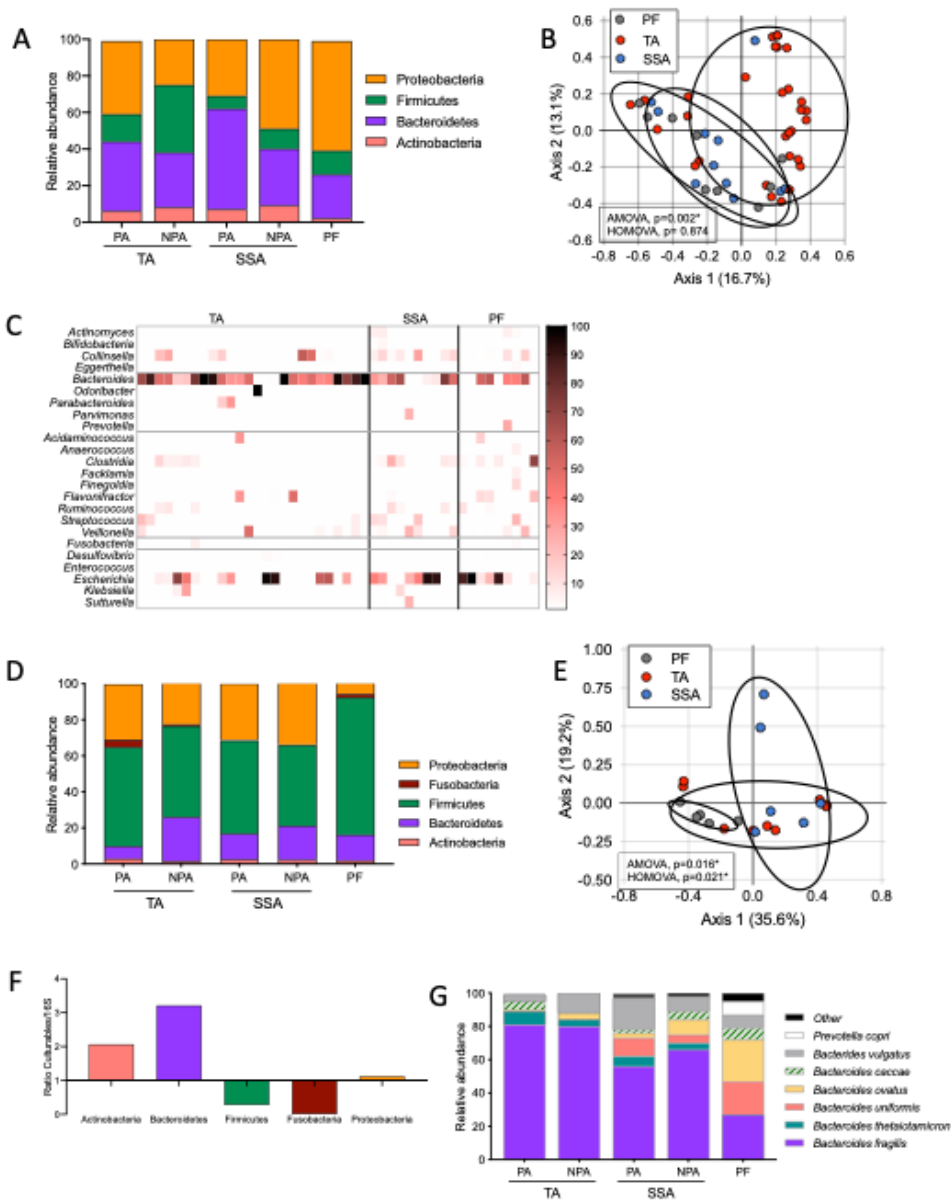 A
100
80
60
40
20
0
Relative abundance
PA NPA PA NPA PF
TA SSA
Proteobacteria
Firmicutes
Bacteroidetes
Actinobacteria
B
PF
TA
SSA
0.6
0.4
0.2
0.0
-0.2
-0.4
-0.6
Axis 2 (13.1%)
AMOVA, p=0.002*
HOMOVA, p= 0.874
-0.8 -0.6 -0.4 -0.2 0.0 0.2 0.4 0.6
Axis 1 (16.7%)
C
TA SSA PF
Actinomyces
Bifidobacteria
Collinsella
Eggerthella
Bacteroides
Odoribacter
Parabacteroides
Parvimonas
Prevotella
Acidaminococcus
Anaerococcus
Clostridia
Facklamia
Finegoldia
Flavonifractor
Ruminococcus
Streptococcus
Veillonella
Fusobacteria
Desulfovibrio
Enterococcus
Escherichia
Klebsiella
Sutturella
100
90
80
70
60
50
40
30
20
10
D
100
80
60
40
20
0
Relative abundance
PA NPA PA NPA PF
TA SSA
Proteobacteria
Fusobacteria
Firmicutes
Bacteroidetes
Actinobacteria
E
PF
TA
SSA
1.00
0.75
0.50
0.25
0.00
-0.25
-0.50
Axis 2 (19.2%)
AMOVA, p=0.016*
HOMOVA, p=0.021*
-0.8 -0.4 0.0 0.4 0.8
Axis 1 (35.6%)
F
4
3
2
1
0
Ratio Culturables/16S
Actinobacteria Bacteroidetes Firmicutes Fusobacteria Proteobacteria
G
100
80
60
40
20
0
Relative abundance
PA NPA PA NPA PF
TA SSA
Other
Prevotella copri
Bacterides vulgatus
Bacteroides caccae
Bacteroides ovatus
Bacteroides uniformis
Bacteroides thetaiotamicron
Bacteroides fragilis